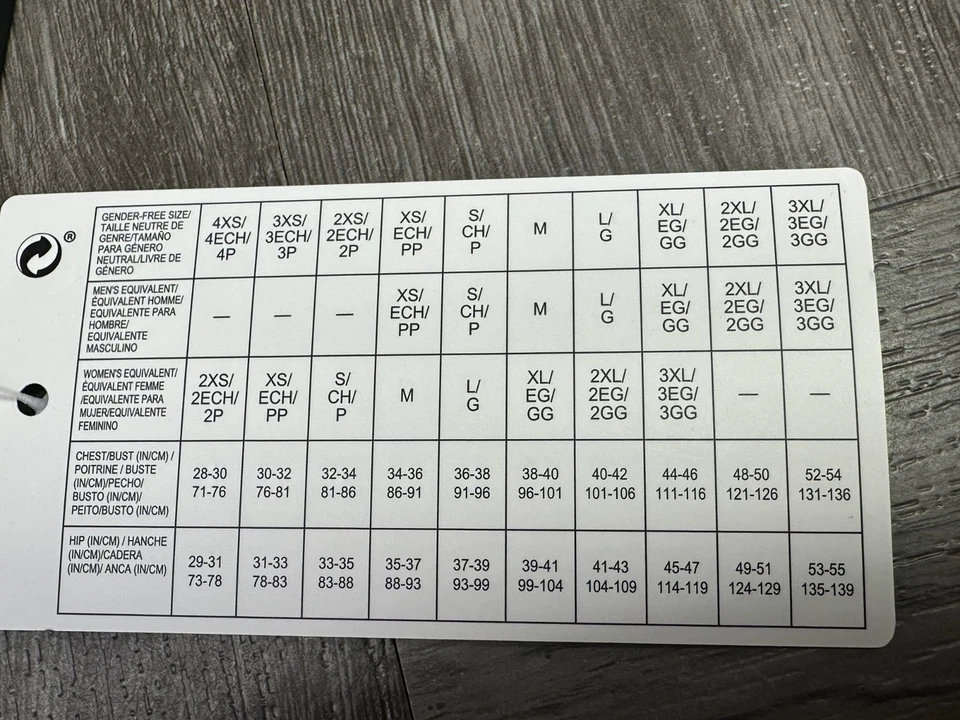 ®
GENDER-FREE SIZE/
TAILLE NEUTRE DE
GENRE/TAMAÑO
PARA GÉNERO
NEUTRAL/LIVRE DE
GÉNERO
4XS/
4ECH/
4P
3XS/
3ECH/
3P
2XS/
2ECH/
2P
XS/
ECH/
PP
S/
CH/
P
M
L/
G
XL/
EG/
GG
2XL/
2EG/
2GG
3XL/
3EG/
3GG
MEN'S EQUIVALENT/
ÉQUIVALENT HOMME/
EQUIVALENTE PARA
HOMBRE/
EQUIVALENTE
MASCULINO
—
—
—
XS/
ECH/
PP
S/
CH/
P
M
L/
G
XL/
EG/
GG
2XL/
2EG/
2GG
3XL/
3EG/
3GG
WOMEN'S EQUIVALENT/
ÉQUIVALENT FEMME
/EQUIVALENTE PARA
MUJER/EQUIVALENTE
FEMININO
2XS/
2ECH/
2P
XS/
ECH/
PP
S/
CH/
P
M
L/
G
XL/
EG/
GG
2XL/
2EG/
2GG
3XL/
3EG/
3GG
—
—
CHEST/BUST (IN/CM) /
POITRINE / BUSTE
(IN/CM)/PECHO/
BUSTO (IN/CM)/
PEITO/BUSTO (IN/CM)
28-30
71-76
30-32
76-81
32-34
81-86
34-36
86-91
36-38
91-96
38-40
96-101
40-42
101-106
44-46
111-116
48-50
121-126
52-54
131-136
HIP (IN/CM) / HANCHE
(IN/CM)/CADERA
(IN/CM)/ ANCA (IN/CM)
29-31
73-78
31-33
78-83
33-35
83-88
35-37
88-93
37-39
93-99
39-41
99-104
41-43
104-109
45-47
114-119
49-51
124-129
53-55
135-139